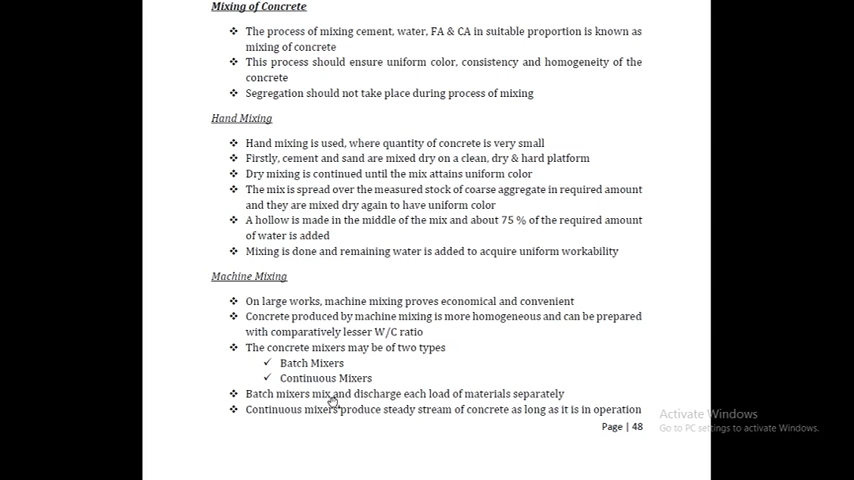 Mixing of Concrete
❖ The process of mixing cement, water, FA & CA in suitable proportion is known as
mixing of concrete
❖ This process should ensure uniform color, consistency and homogeneity of the
concrete
❖ Segregation should not take place during process of mixing
Hand Mixing
❖ Hand mixing is used, where quantity of concrete is very small
❖ Firstly, cement and sand are mixed dry on a clean, dry & hard platform
❖ Dry mixing is continued until the mix attains uniform color
❖ The mix is spread over the measured stock of coarse aggregate in required amount
and they are mixed dry again to have uniform color
❖ A hollow is made in the middle of the mix and about 75 % of the required amount
of water is added
❖ Mixing is done and remaining water is added to acquire uniform workability
Machine Mixing
❖ On large works, machine mixing proves economical and convenient
❖ Concrete produced by machine mixing is more homogeneous and can be prepared
with comparatively lesser W/C ratio
❖ The concrete mixers may be of two types
✓ Batch Mixers
✓ Continuous Mixers
❖ Batch mixers mix and discharge each load of materials separately
❖ Continuous mixers produce steady stream of concrete as long as it is in operation
Page | 48
Activate Windows
Go to PC settings to activate Windows.